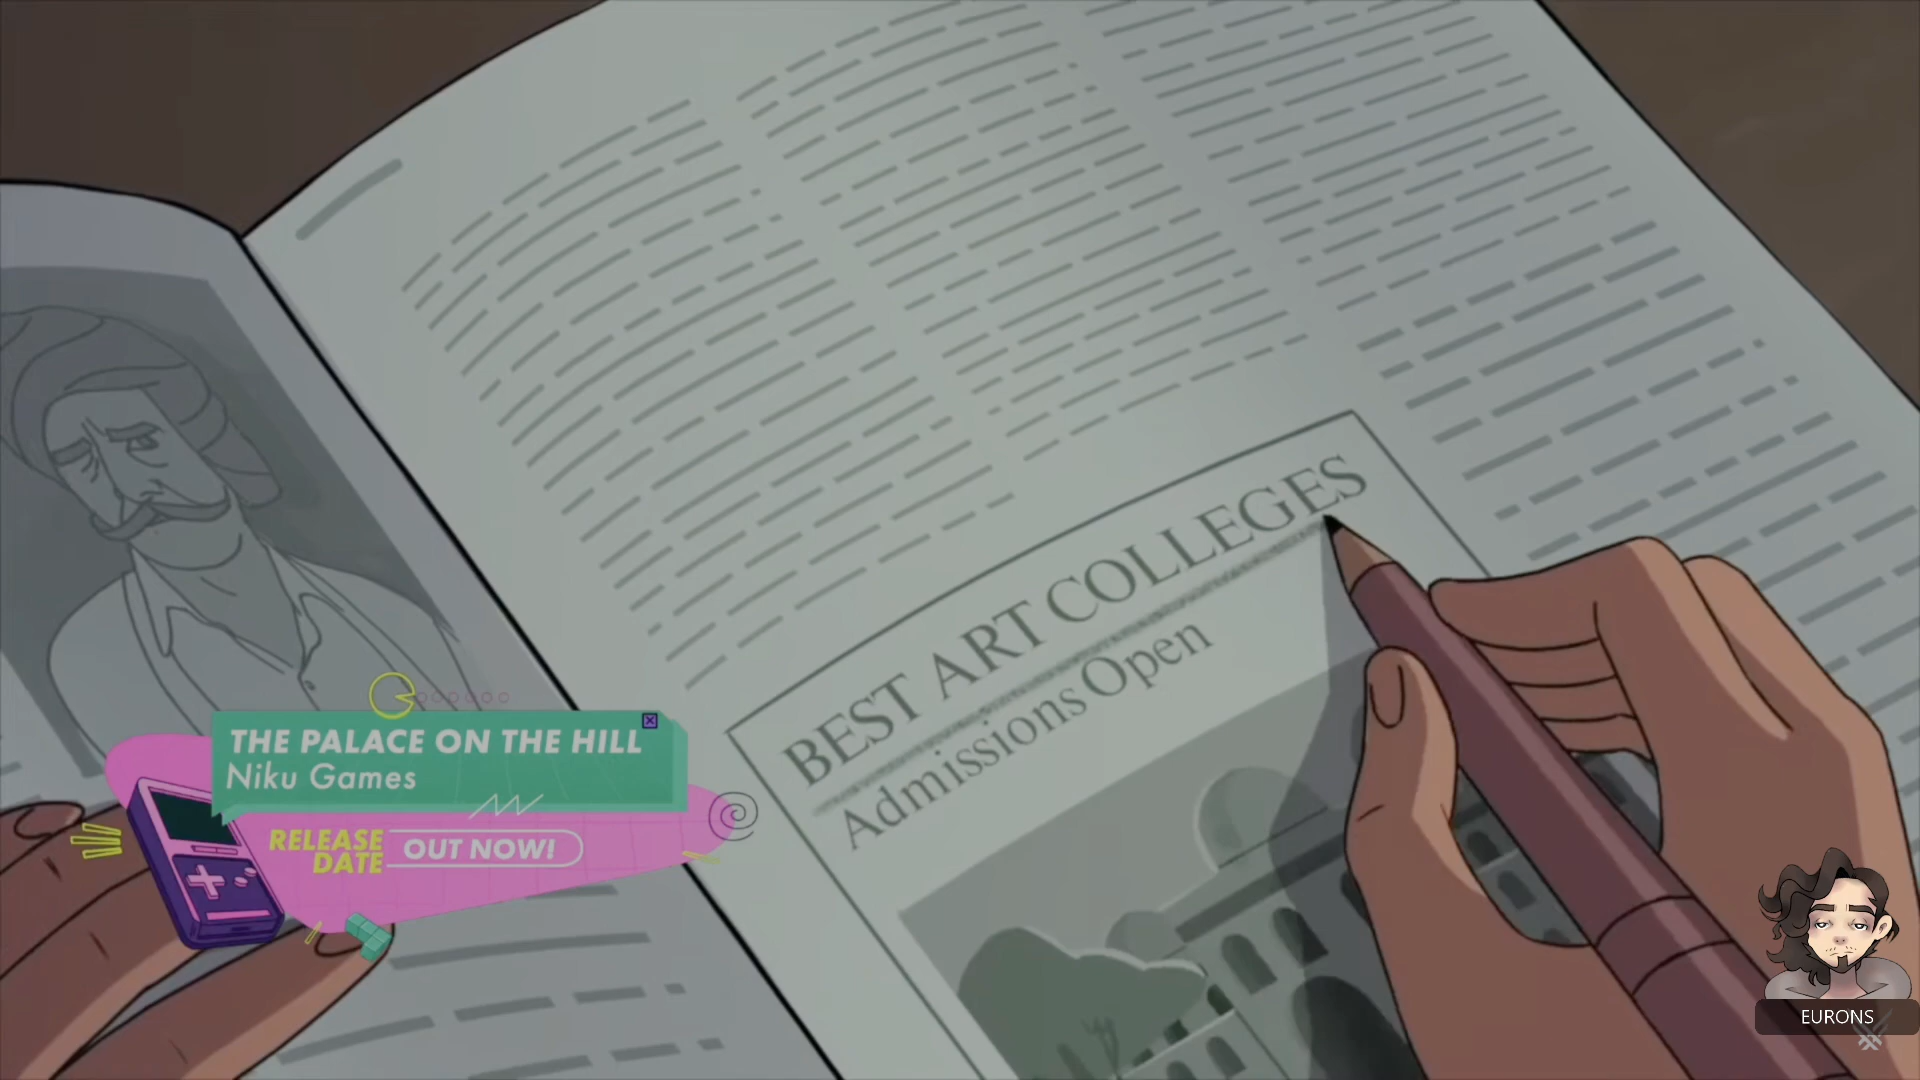 BEST ART COLLEGES
Admissions Open
THE PALACE ON THE HILL
Niku Games
RELEASE
DATE
OUT NOW!
EURONS